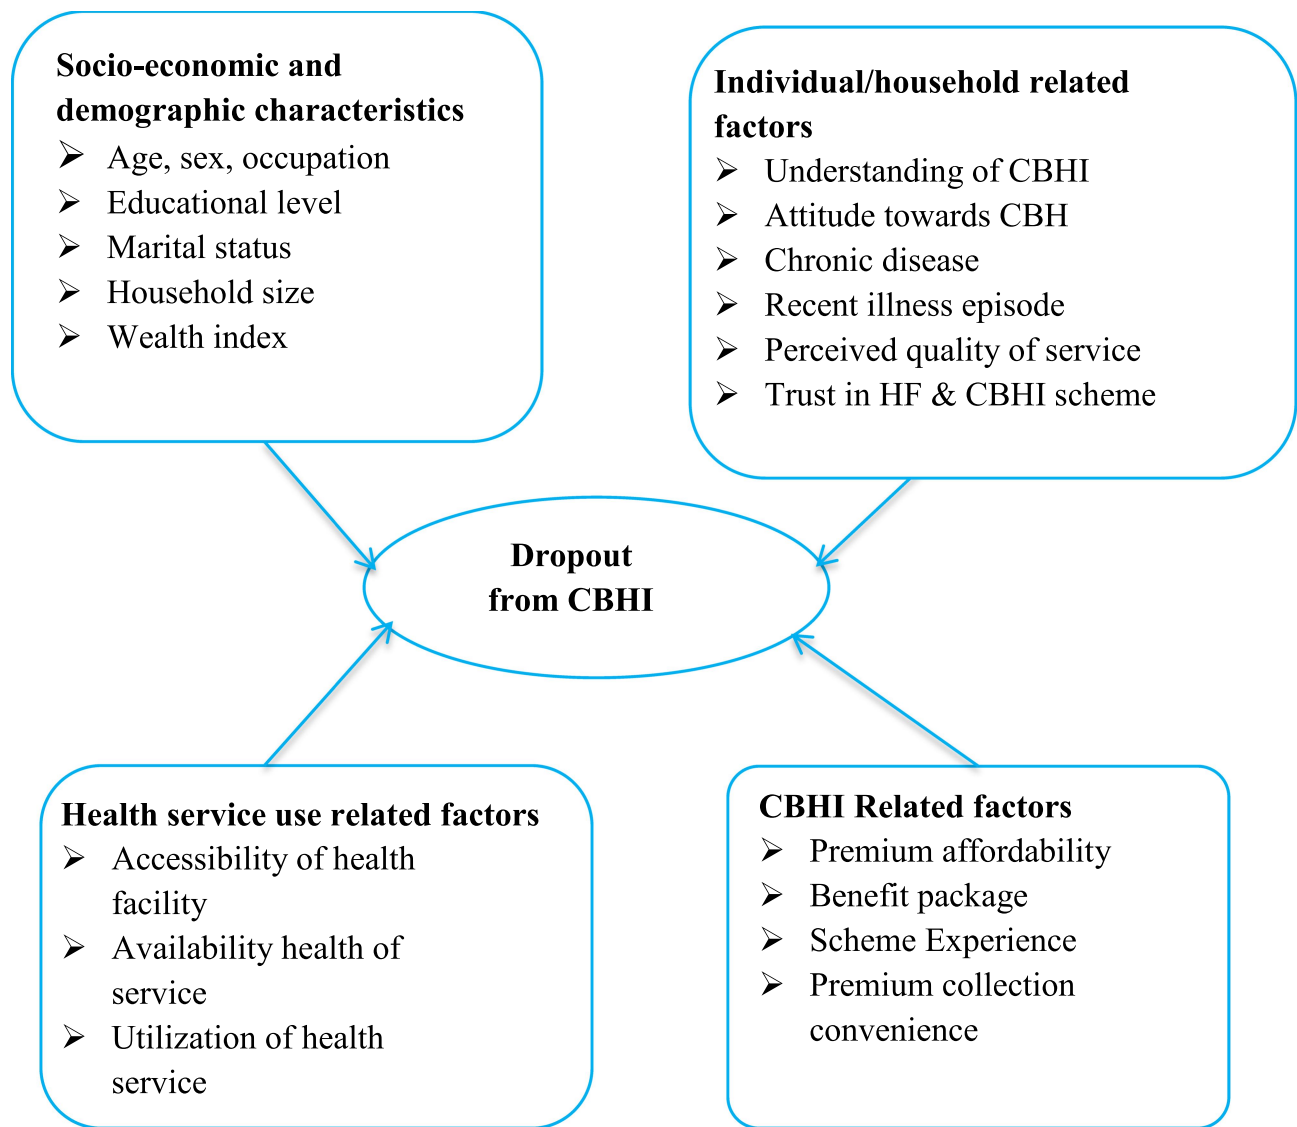 Socio-economic and
demographic characteristics
➢ Age, sex, occupation
➢ Educational level
➢ Marital status
➢ Household size
➢ Wealth index
Individual/household related
factors
➢ Understanding of CBHI
➢ Attitude towards CBH
➢ Chronic disease
➢ Recent illness episode
➢ Perceived quality of service
➢ Trust in HF & CBHI scheme
Dropout
from CBHI
Health service use related factors
➢ Accessibility of health
facility
➢ Availability health of
service
➢ Utilization of health
service
CBHI Related factors
➢ Premium affordability
➢ Benefit package
➢ Scheme Experience
➢ Premium collection
convenience